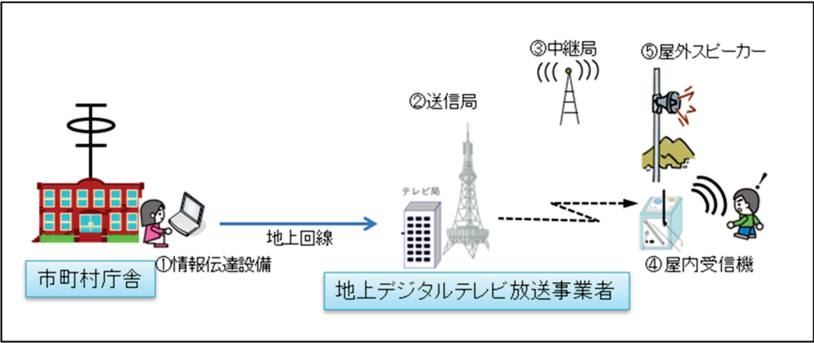 ③中継局
⑤屋外スピーカー
②送信局
テレビ局
地上回線
①情報伝達設備
④屋内受信機
市町村庁舎
地上デジタルテレビ放送事業者